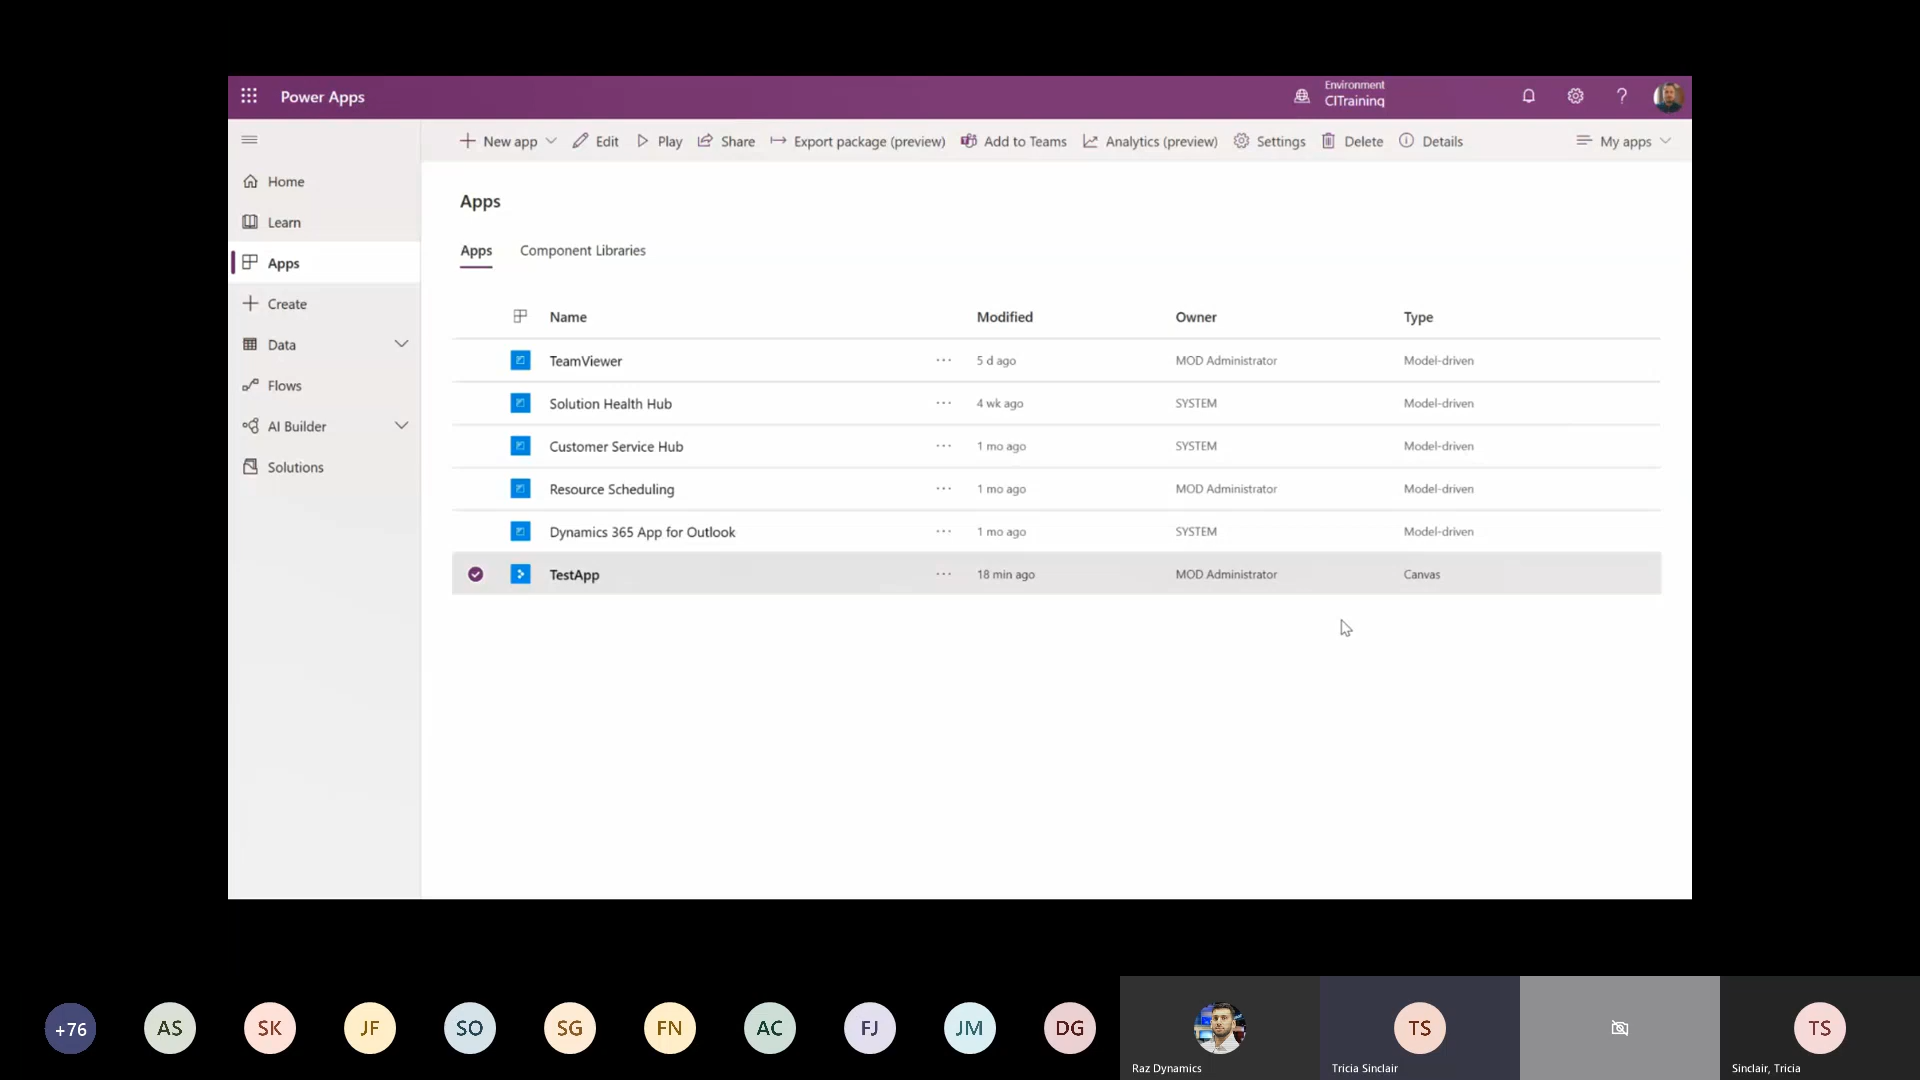 Power Apps
Environment
CITraining
New app
Edit
Play
Share
Export package (preview)
Add to Teams
Analytics (preview)
Settings
Delete
Details
My apps
Home
Learn
Apps
Create
Data
Flows
AI Builder
Solutions
Apps
Apps Component Libraries
Name Modified Owner Type
TeamViewer ... 5 d ago MOD Administrator Model-driven
Solution Health Hub ... 4 wk ago SYSTEM Model-driven
Customer Service Hub ... 1 mo ago SYSTEM Model-driven
Resource Scheduling ... 1 mo ago MOD Administrator Model-driven
Dynamics 365 App for Outlook ... 1 mo ago SYSTEM Model-driven
TestApp ... 18 min ago MOD Administrator Canvas
+76 AS SK JF SO SG FN AC FJ JM DG TS TS
Raz Dynamics Tricia Sinclair Sinclair, Tricia